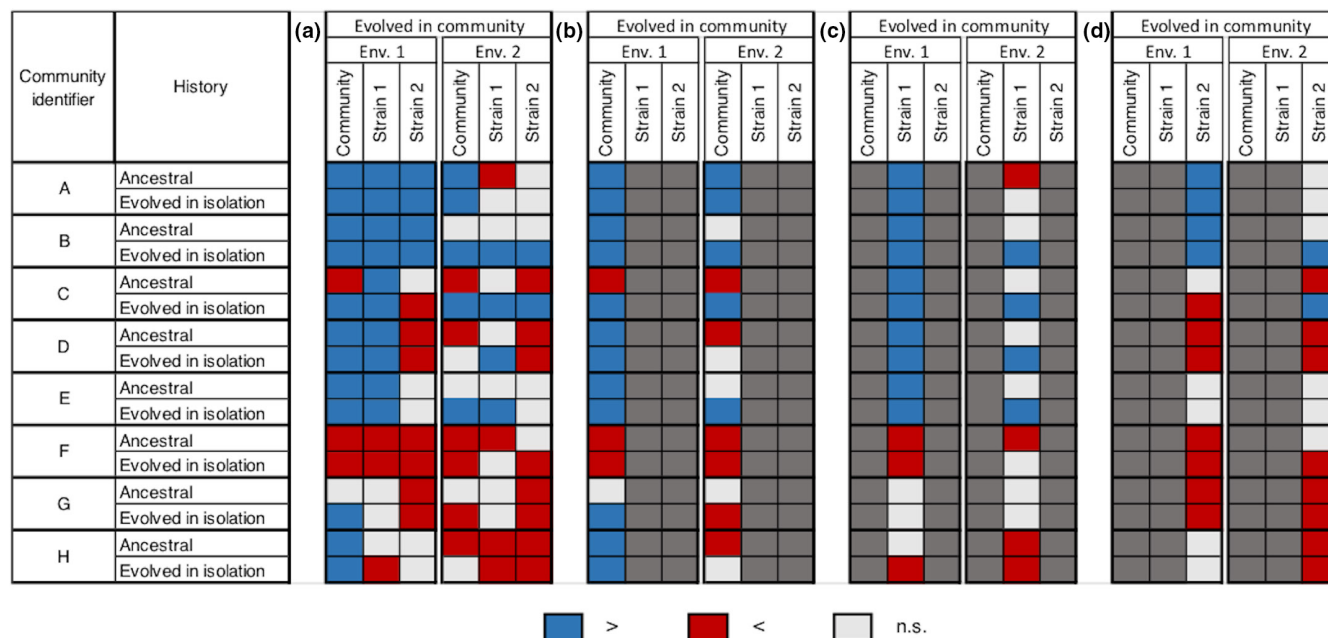 (a) Evolved in community (b) Evolved in community (c) Evolved in community (d) Evolved in community
Env. 1 Env. 2 Env. 1 Env. 2 Env. 1 Env. 2 Env. 1 Env. 2
Community identifier History
Community Strain 1 Strain 2 Community Strain 1 Strain 2 Community Strain 1 Strain 2 Community Strain 1 Strain 2 Community Strain 1 Strain 2 Community Strain 1 Strain 2 Community Strain 1 Strain 2 Community Strain 1 Strain 2
A Ancestral
Evolved in isolation
B Ancestral
Evolved in isolation
C Ancestral
Evolved in isolation
D Ancestral
Evolved in isolation
E Ancestral
Evolved in isolation
F Ancestral
Evolved in isolation
G Ancestral
Evolved in isolation
H Ancestral
Evolved in isolation
> < n.s.